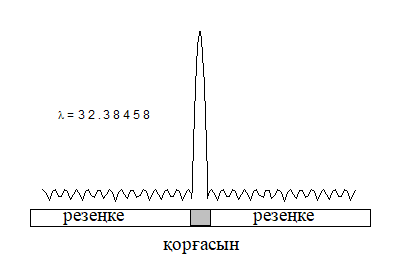 λ = 32.38458
резеңке резеңке
қорғасын